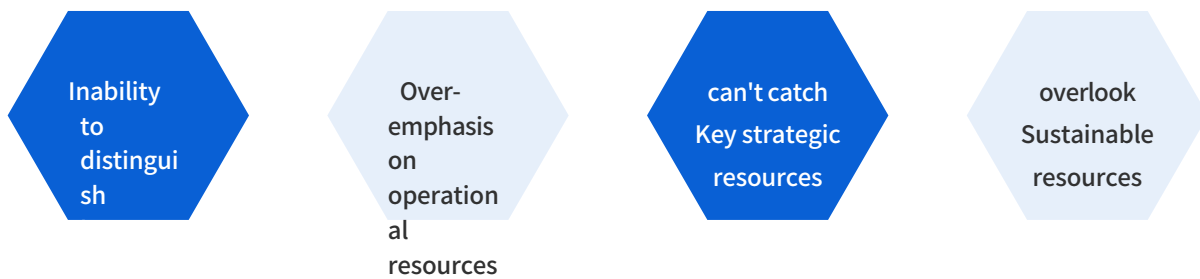 Inability
to
distingui
sh
Over-
emphasis
on
operation
al
resources
can't catch
Key strategic
resources
overlook
Sustainable
resources